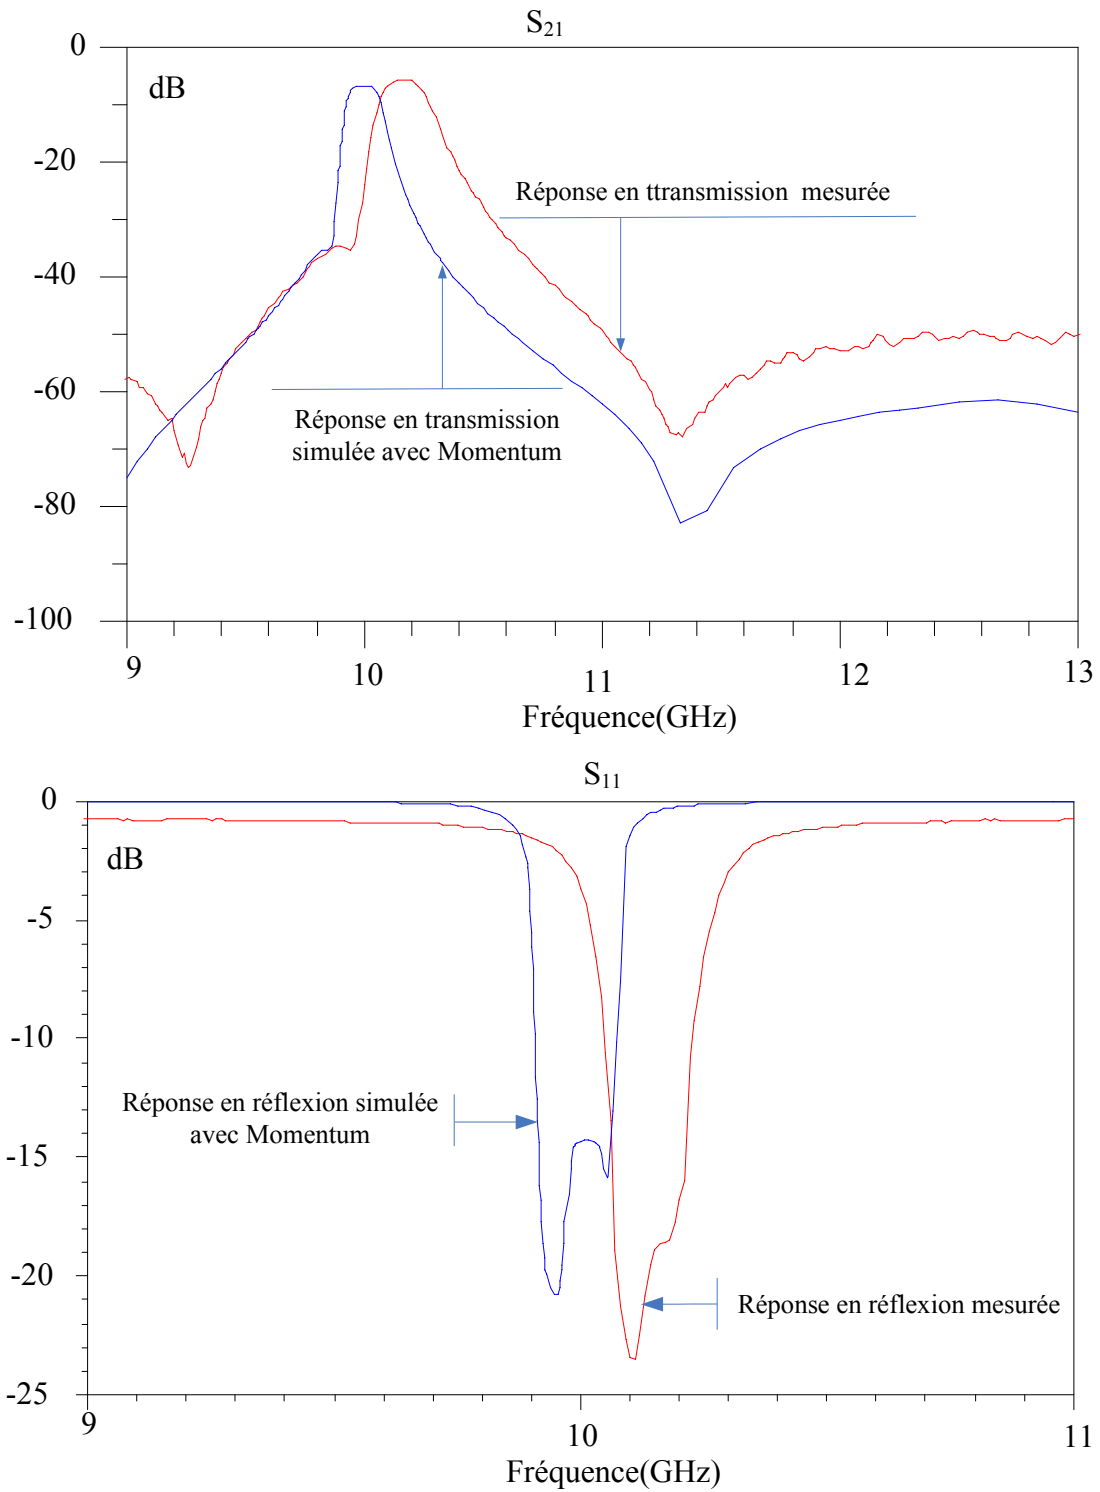 S21
0
dB
-20
Réponse en ttransmission mesurée
-40
-60
Réponse en transmission
simulée avec Momentum
-80
-100
9
10
11
12
13
Fréquence(GHz)
S11
0
dB
-5
-10
Réponse en réflexion simulée
avec Momentum
-15
-20
Réponse en réflexion mesurée
-25
9
10
11
Fréquence(GHz)